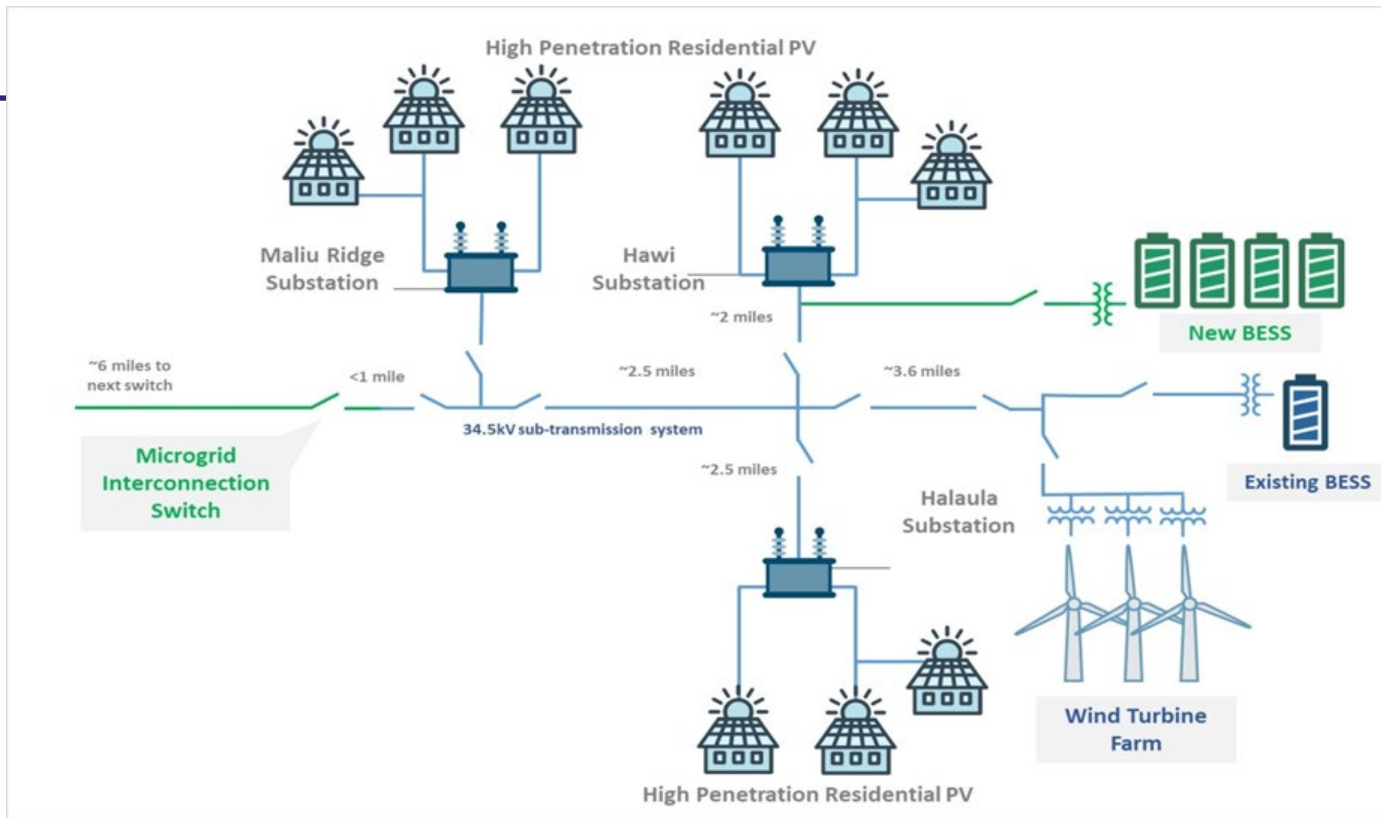 High Penetration Residential PV
Maliu Ridge
Substation
Hawi
Substation
~2 miles
New BESS
~6 miles to
next switch
<1 mile
~2.5 miles
~3.6 miles
34.5kV sub-transmission system
Microgrid
Interconnection
Switch
~2.5 miles
Existing BESS
Halaula
Substation
Wind Turbine
Farm
High Penetration Residential PV